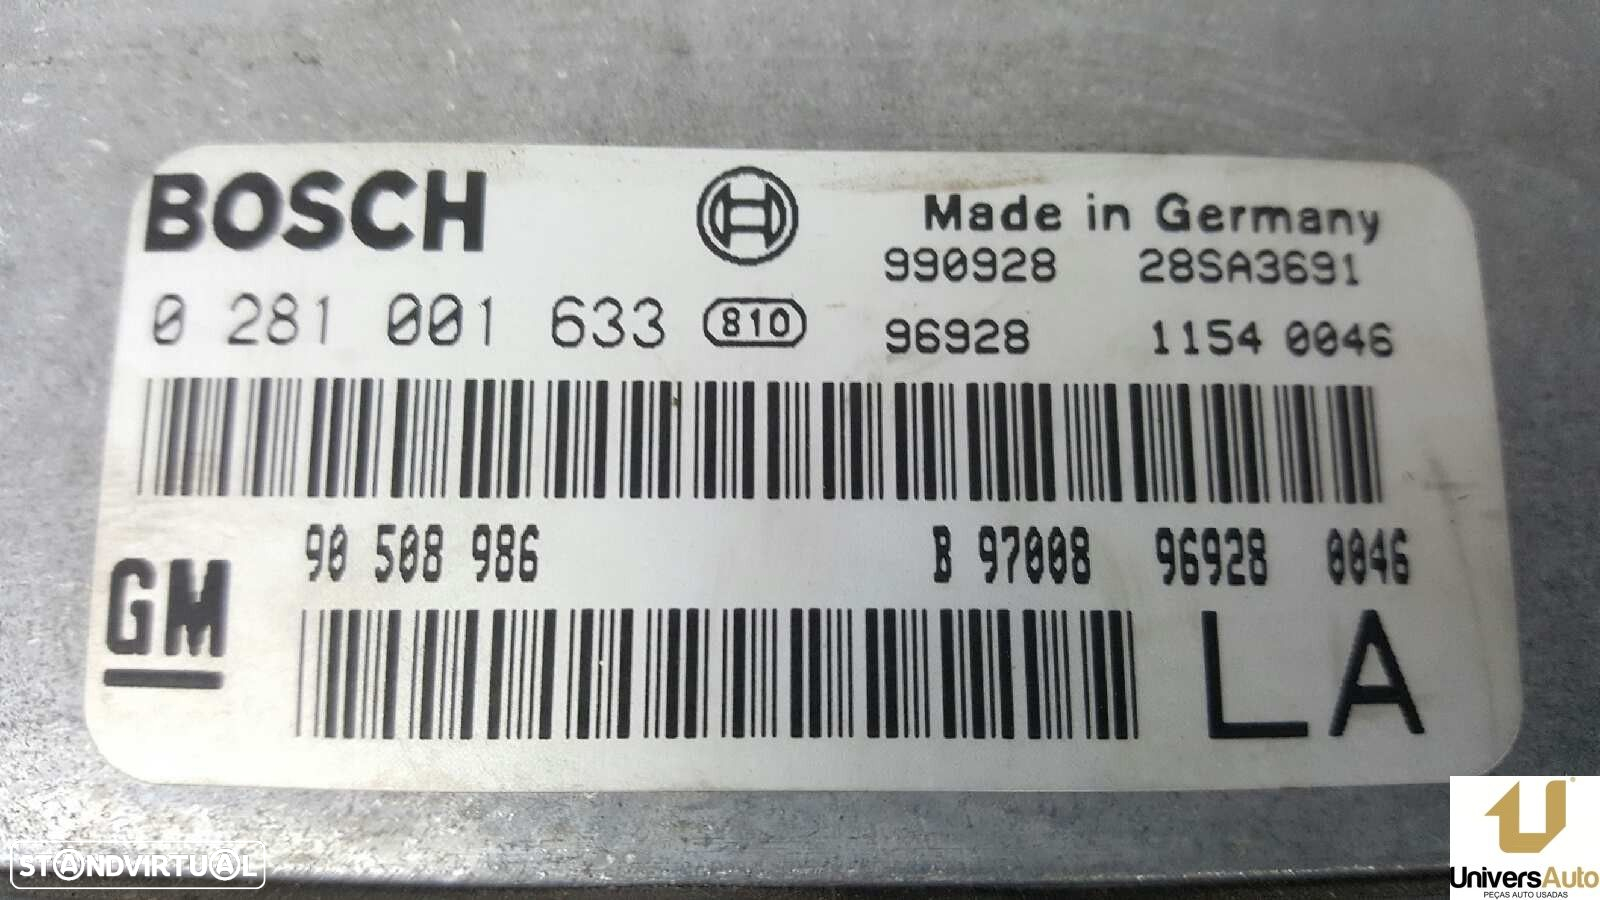 BOSCH
Made in Germany
990928 28SA3691
0 281 001 633 810 96928 1154 0046
90 508 986 B 97008 96928 0046
GM
LA
STANDVIRTUAL
UniversAuto
PEÇAS AUTO USADAS